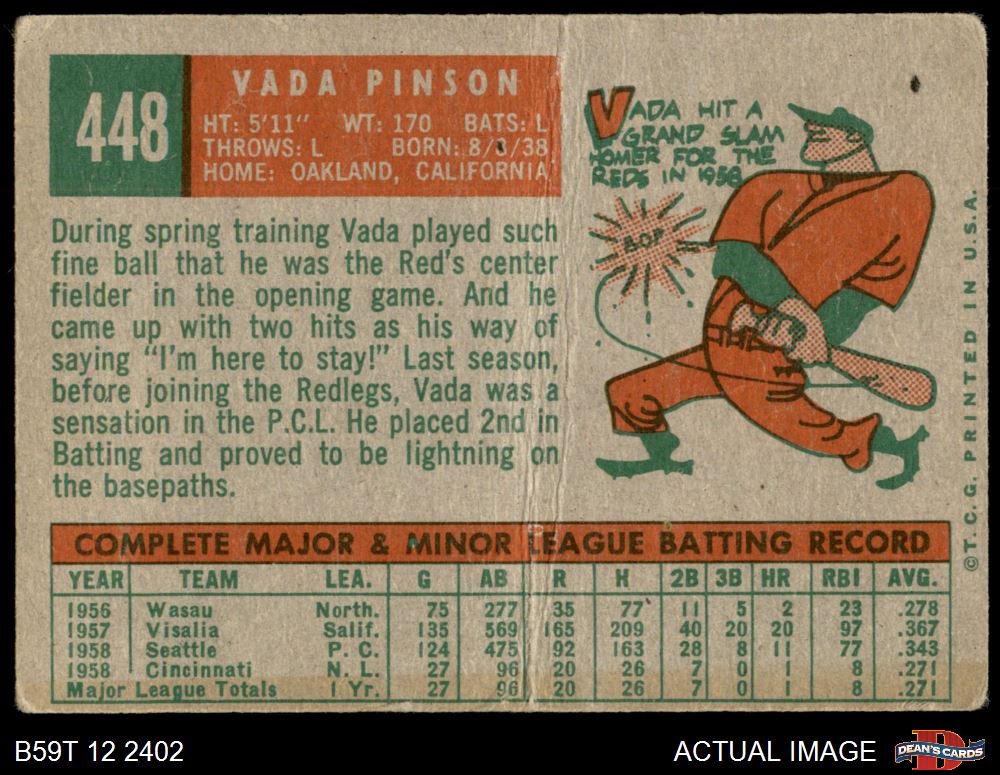 448
VADA PINSON
HT: 5'11" WT: 170 BATS: L
THROWS: L BORN: 8/8/38
HOME: OAKLAND, CALIFORNIA
During spring training Vada played such
fine ball that he was the Red's center
fielder in the opening game. And he
came up with two hits as his way of
saying "I'm here to stay!" Last season,
before joining the Redlegs, Vada was a
sensation in the P.C.L. He placed 2nd in
Batting and proved to be lightning on
the basepaths.
VADA HIT A
GRAND SLAM
HOMER FOR THE
REDS IN 1958
BOP
©T.C.G. PRINTED IN U.S.A.
COMPLETE MAJOR & MINOR LEAGUE BATTING RECORD
YEAR TEAM LEA. G AB R H 2B 3B HR RBI AVG.
1956 Wasau North. 75 277 35 77 11 5 2 23 .278
1957 Visalia Salif. 135 569 165 209 40 20 20 97 .367
1958 Seattle P. C. 124 475 92 163 28 8 11 77 .343
1958 Cincinnati N. L. 27 96 20 26 7 0 1 8 .271
Major League Totals 1 Yr. 27 96 20 26 7 0 1 8 .271
B59T 12 2402
ACTUAL IMAGE
DEAN'S CARDS